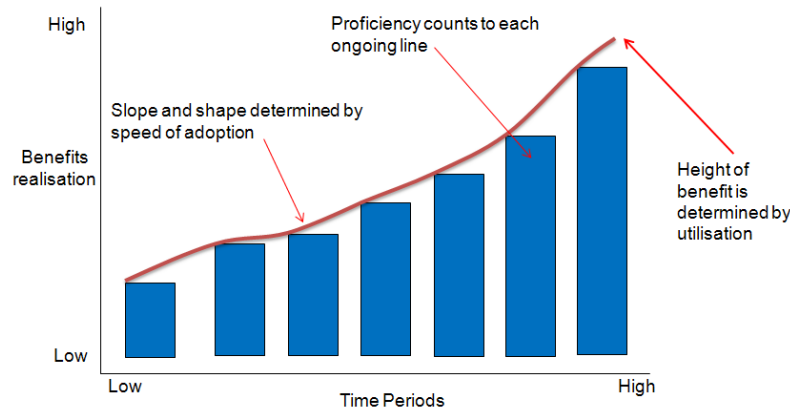 High
Proficiency counts to each
ongoing line
Slope and shape determined by
speed of adoption
Benefits
realisation
Height of
benefit is
determined by
utilisation
Low
Low
High
Time Periods